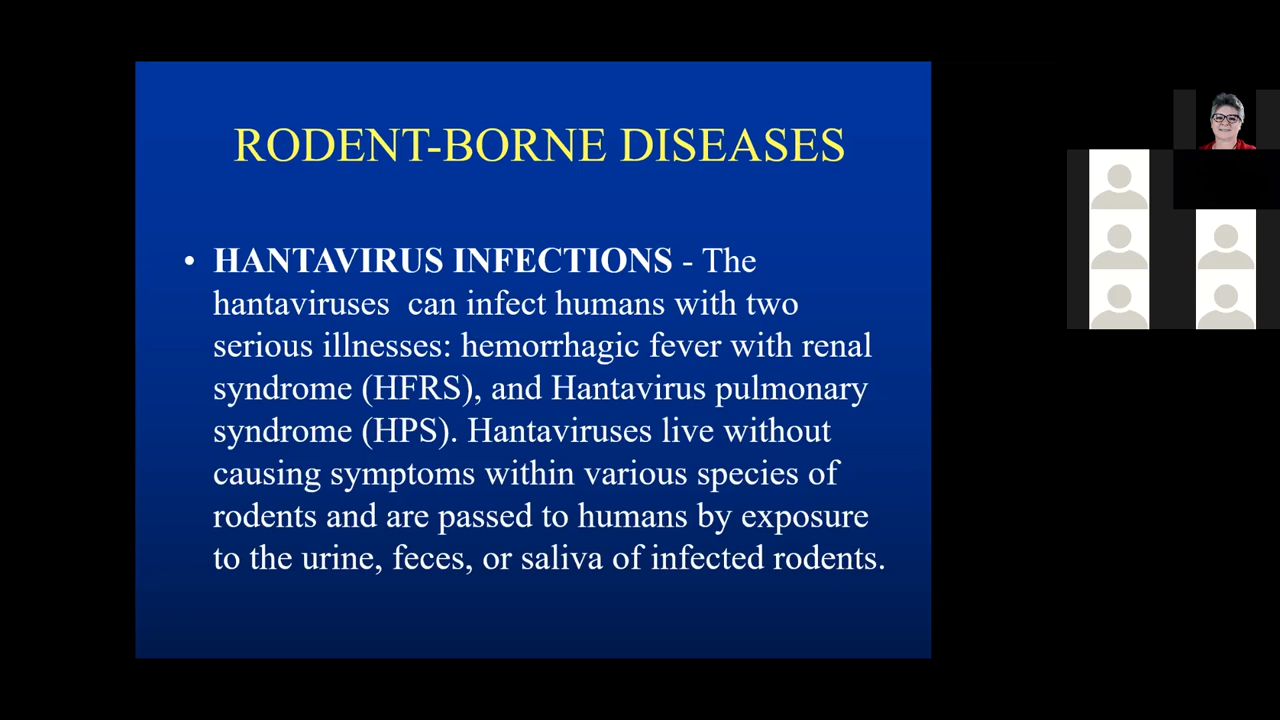 RODENT-BORNE DISEASES
• HANTAVIRUS INFECTIONS - The
hantaviruses  can infect humans with two
serious illnesses: hemorrhagic fever with renal
syndrome (HFRS), and Hantavirus pulmonary
syndrome (HPS). Hantaviruses live without
causing symptoms within various species of
rodents and are passed to humans by exposure
to the urine, feces, or saliva of infected rodents.